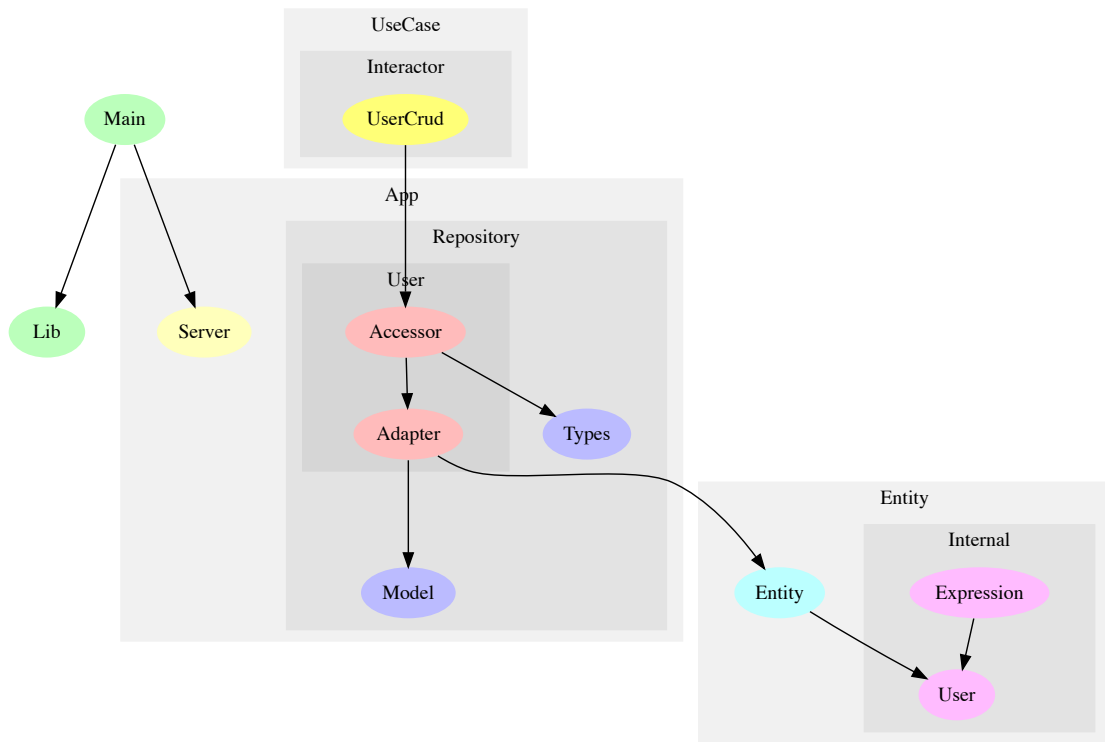 UseCase
Interactor
Main
UserCrud
App
Repository
User
Lib
Server
Accessor
Adapter
Types
Entity
Internal
Model
Entity
Expression
User